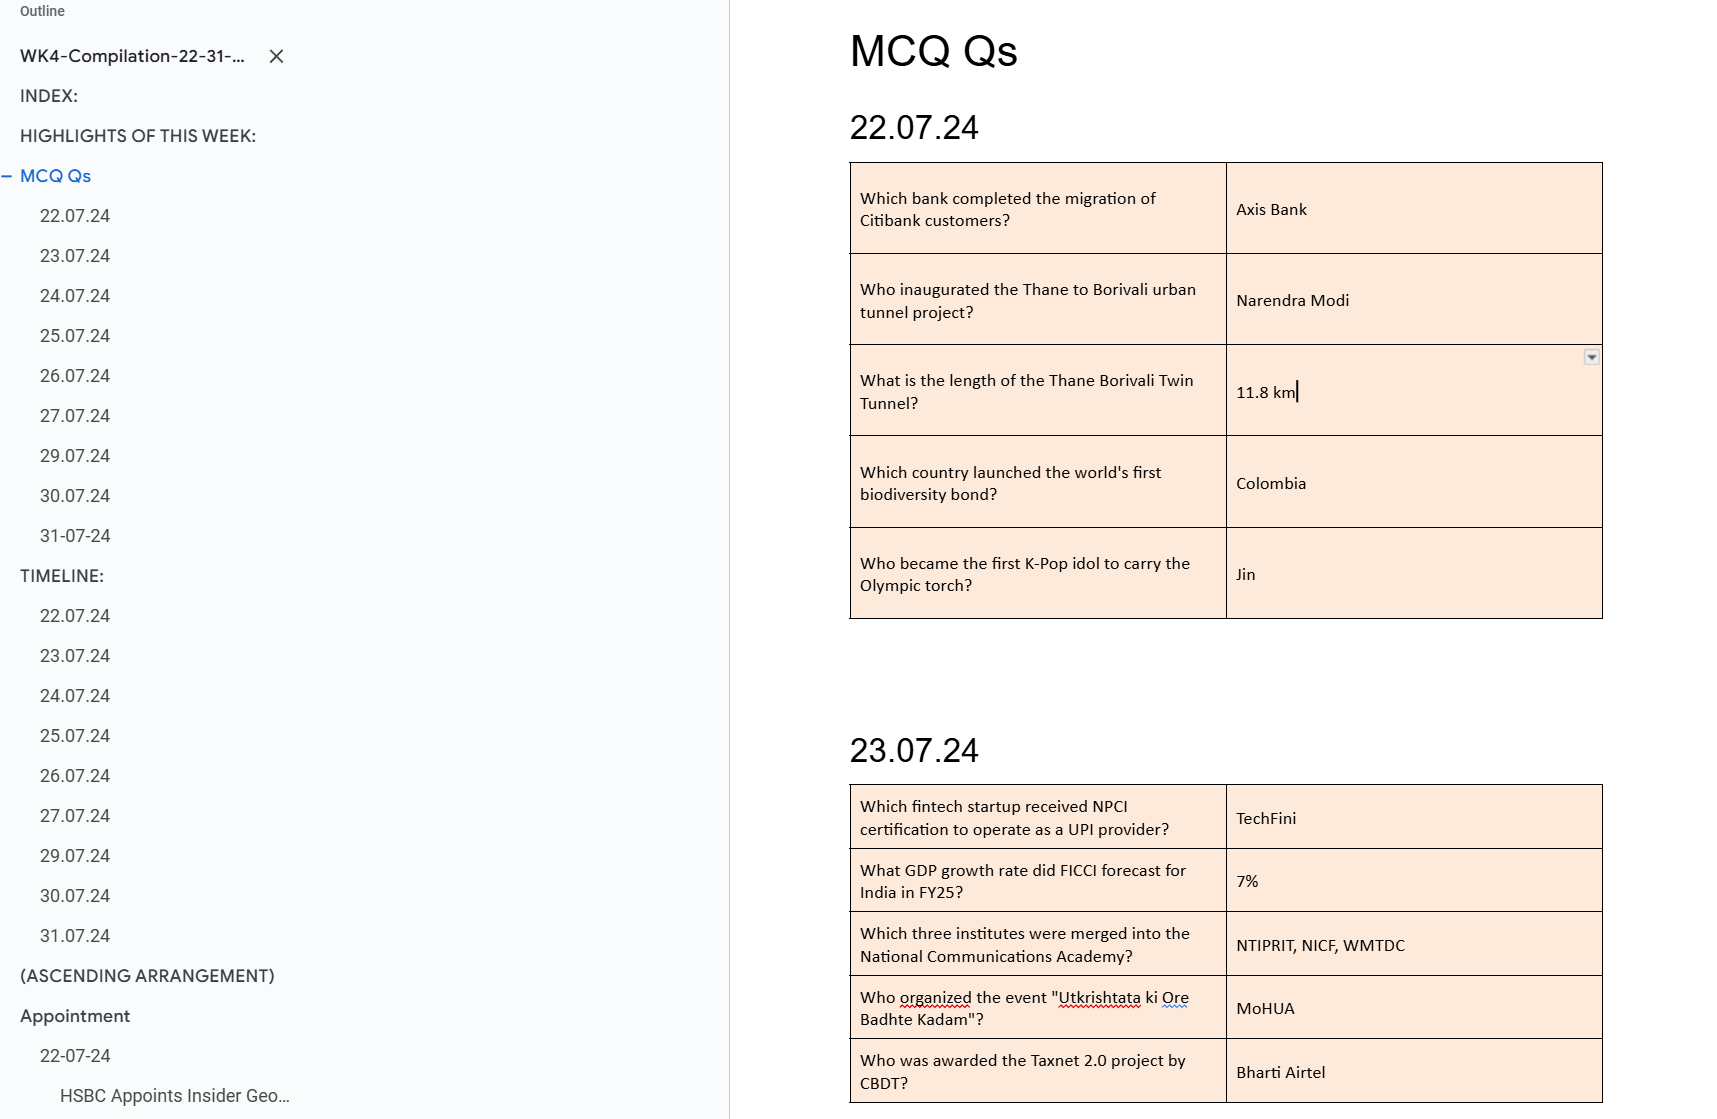 Outline
WK4-Compilation-22-31-...
INDEX:
HIGHLIGHTS OF THIS WEEK:
MCQ Qs
22.07.24
23.07.24
24.07.24
25.07.24
26.07.24
27.07.24
29.07.24
30.07.24
31-07-24
TIMELINE:
22.07.24
23.07.24
24.07.24
25.07.24
26.07.24
27.07.24
29.07.24
30.07.24
31.07.24
(ASCENDING ARRANGEMENT)
Appointment
22-07-24
HSBC Appoints Insider Geo...
MCQ Qs
22.07.24
Which bank completed the migration of
Citibank customers?
Axis Bank
Who inaugurated the Thane to Borivali urban
tunnel project?
Narendra Modi
What is the length of the Thane Borivali Twin
Tunnel?
11.8 km
Which country launched the world's first
biodiversity bond?
Colombia
Who became the first K-Pop idol to carry the
Olympic torch?
Jin
23.07.24
Which fintech startup received NPCI
certification to operate as a UPI provider?
TechFini
What GDP growth rate did FICCI forecast for
India in FY25?
7%
Which three institutes were merged into the
National Communications Academy?
NTIPRIT, NICF, WMTDC
Who organized the event "Utkrishtata ki Ore
Badhte Kadam"?
MoHUA
Who was awarded the Taxnet 2.0 project by
CBDT?
Bharti Airtel